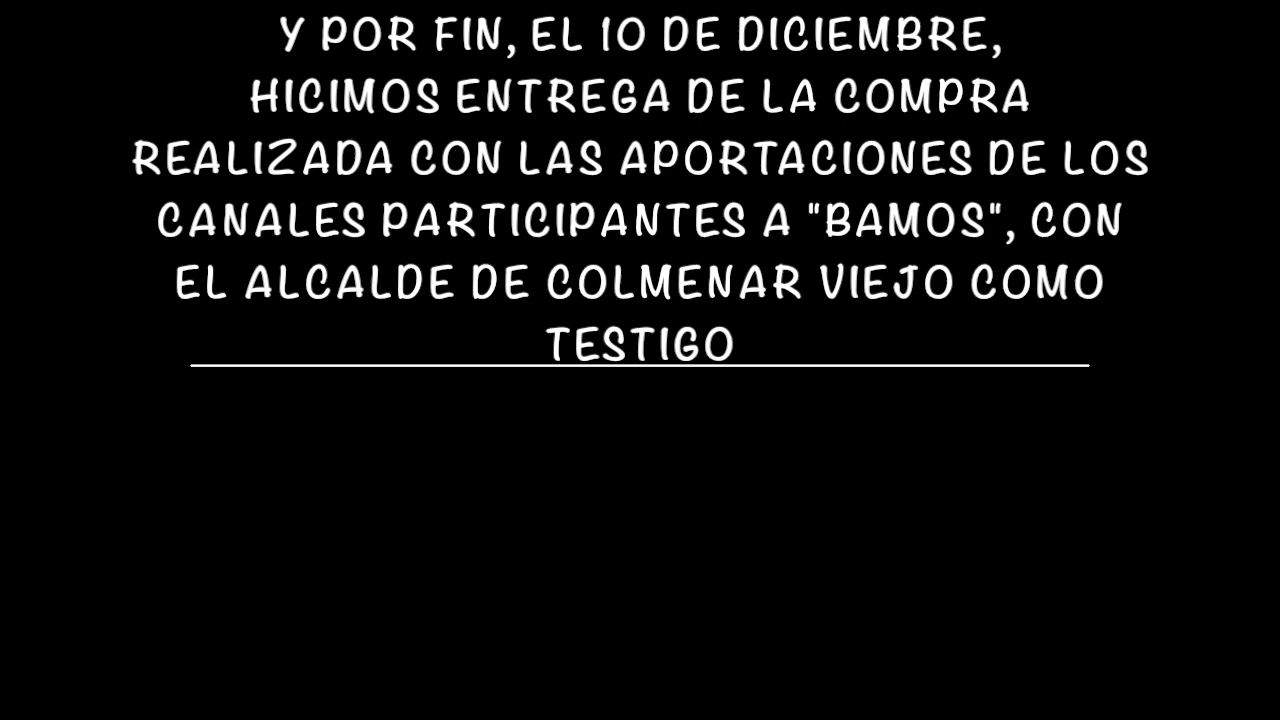 Y POR FIN, EL 10 DE DICIEMBRE,
HICIMOS ENTREGA DE LA COMPRA
REALIZADA CON LAS APORTACIONES DE LOS
CANALES PARTICIPANTES A "BAMOS", CON
EL ALCALDE DE COLMENAR VIEJO COMO
TESTIGO